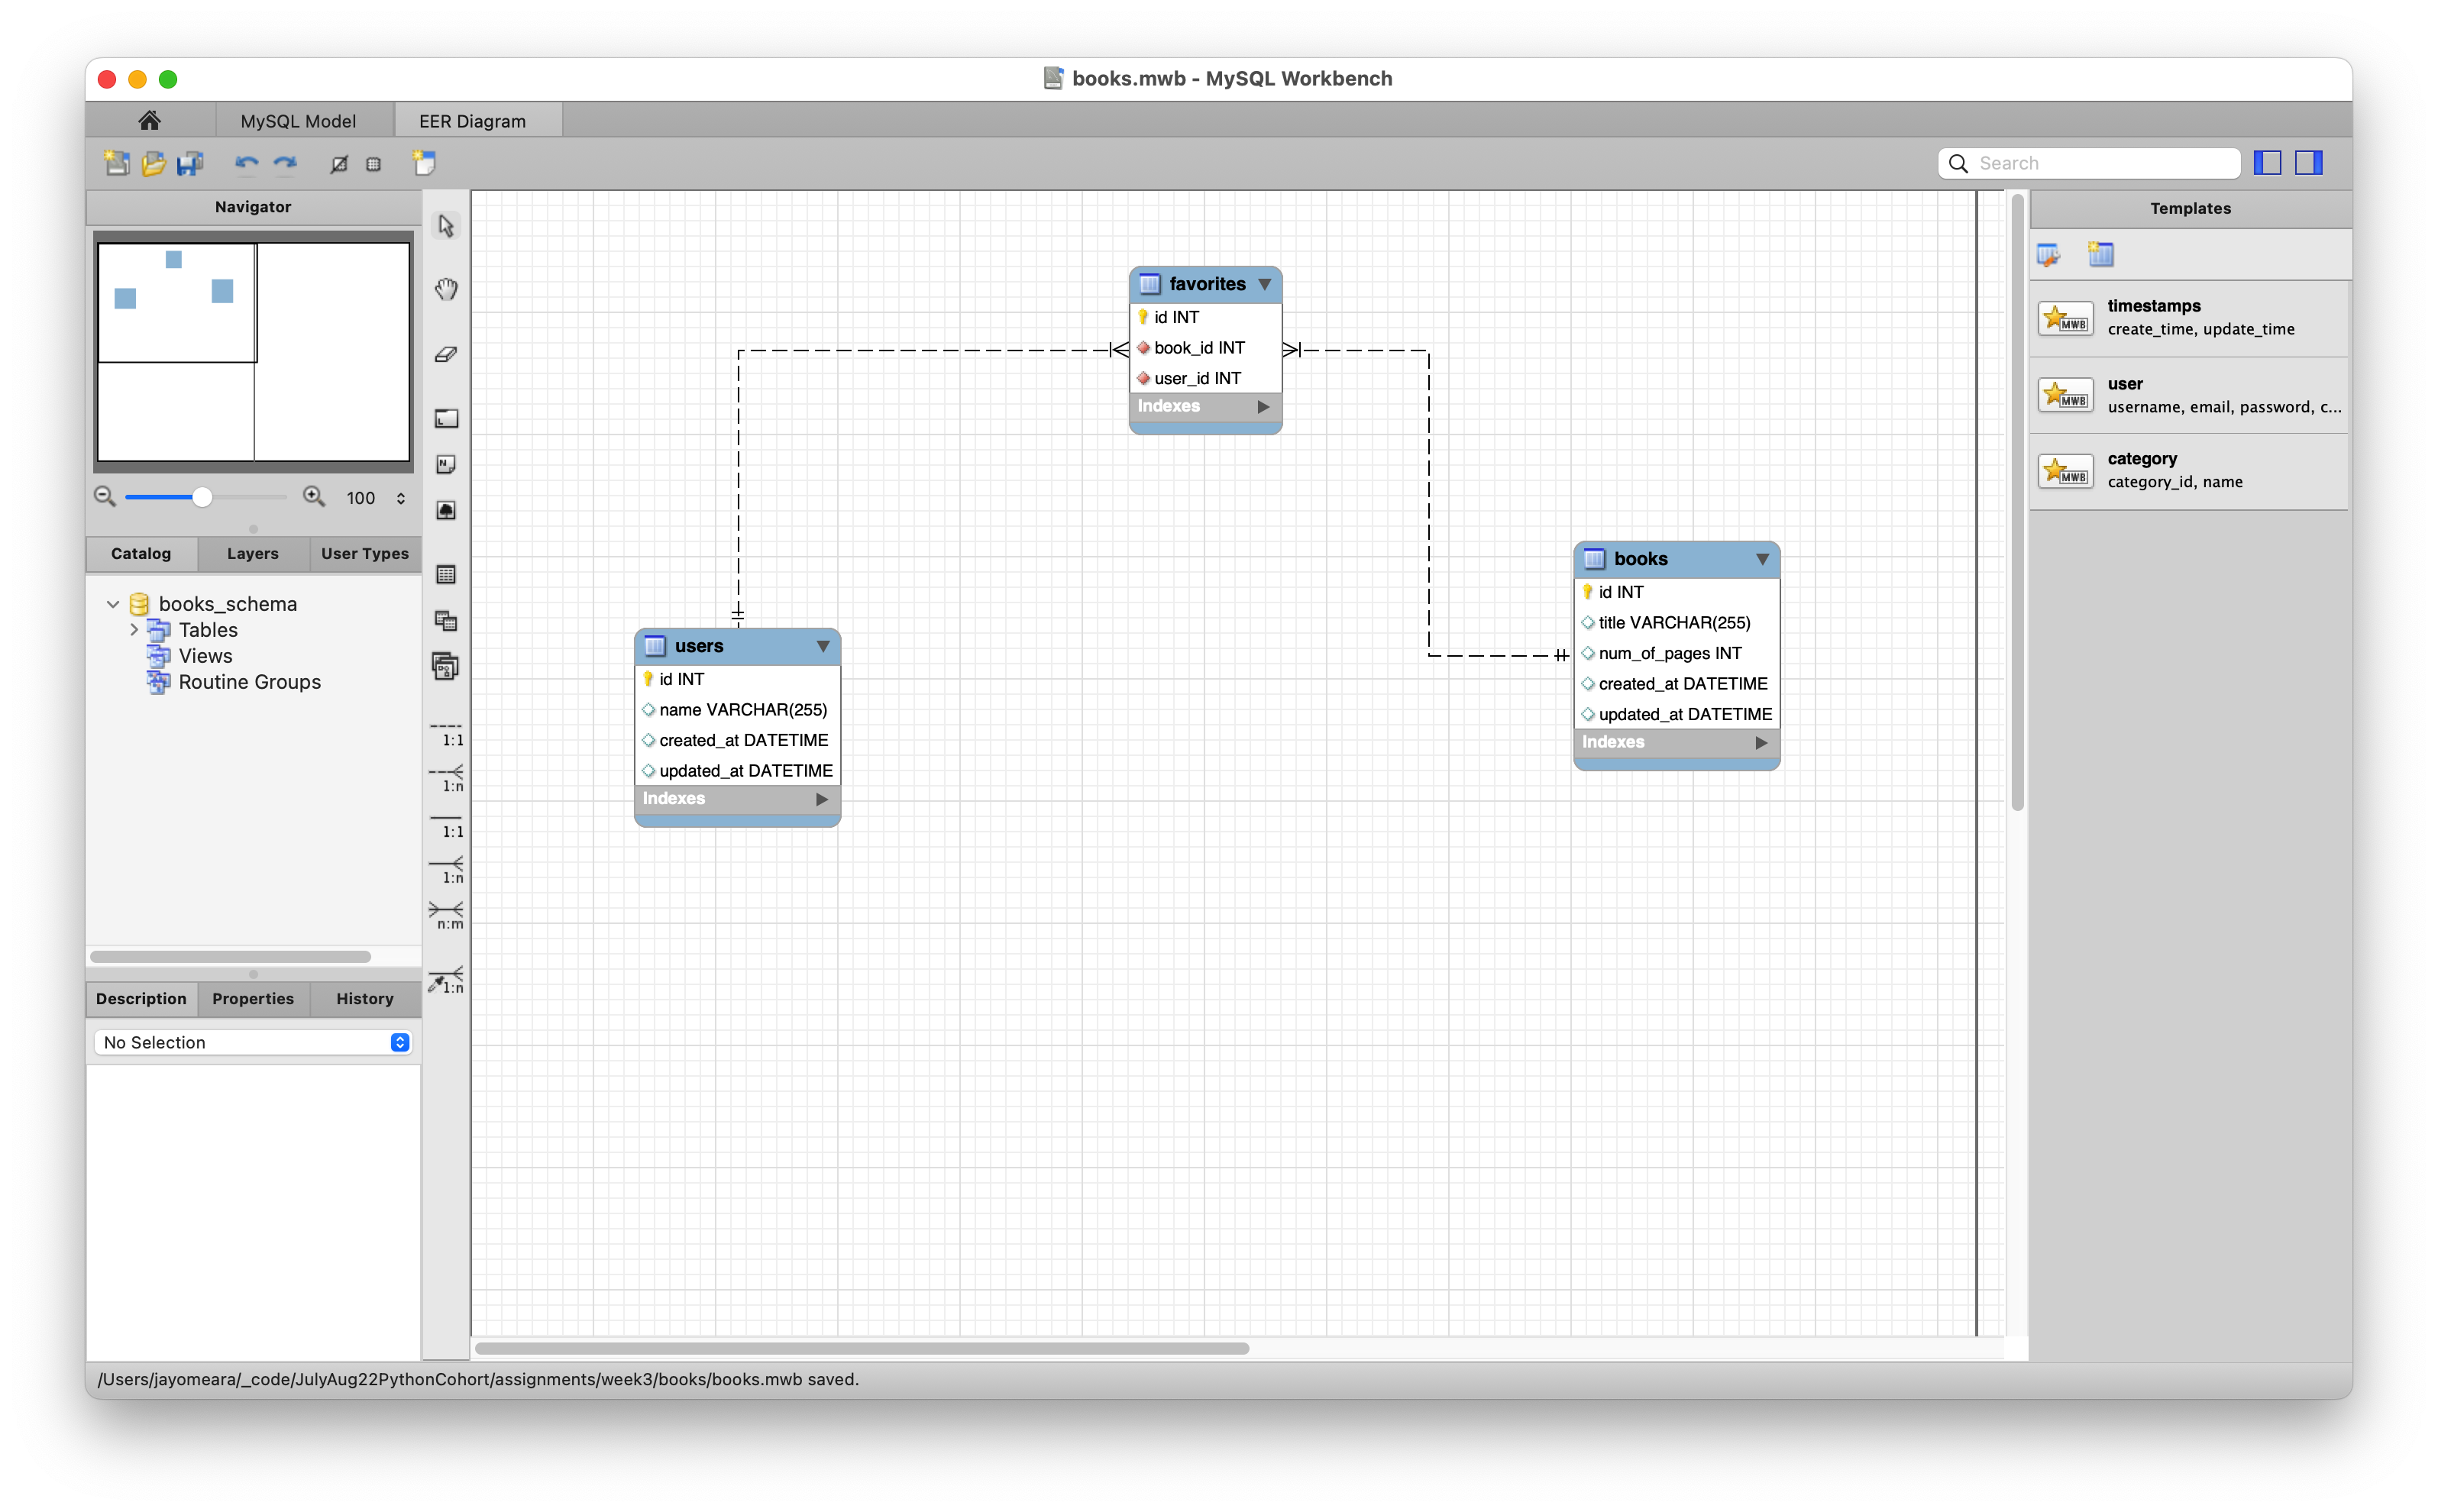 books.mwb - MySQL Workbench
MySQL Model
EER Diagram
Search
Navigator
100
Catalog
Layers
User Types
books_schema
Tables
Views
Routine Groups
Description
Properties
History
No Selection
N
1:1
1:n
1:1
1:n
n:m
1:n
favorites
id INT
book_id INT
user_id INT
Indexes
users
id INT
name VARCHAR(255)
created_at DATETIME
updated_at DATETIME
Indexes
books
id INT
title VARCHAR(255)
num_of_pages INT
created_at DATETIME
updated_at DATETIME
Indexes
Templates
MWB
timestamps
create_time, update_time
MWB
user
username, email, password, c...
MWB
category
category_id, name
/Users/jayomeara/_code/JulyAug22PythonCohort/assignments/week3/books/books.mwb saved.